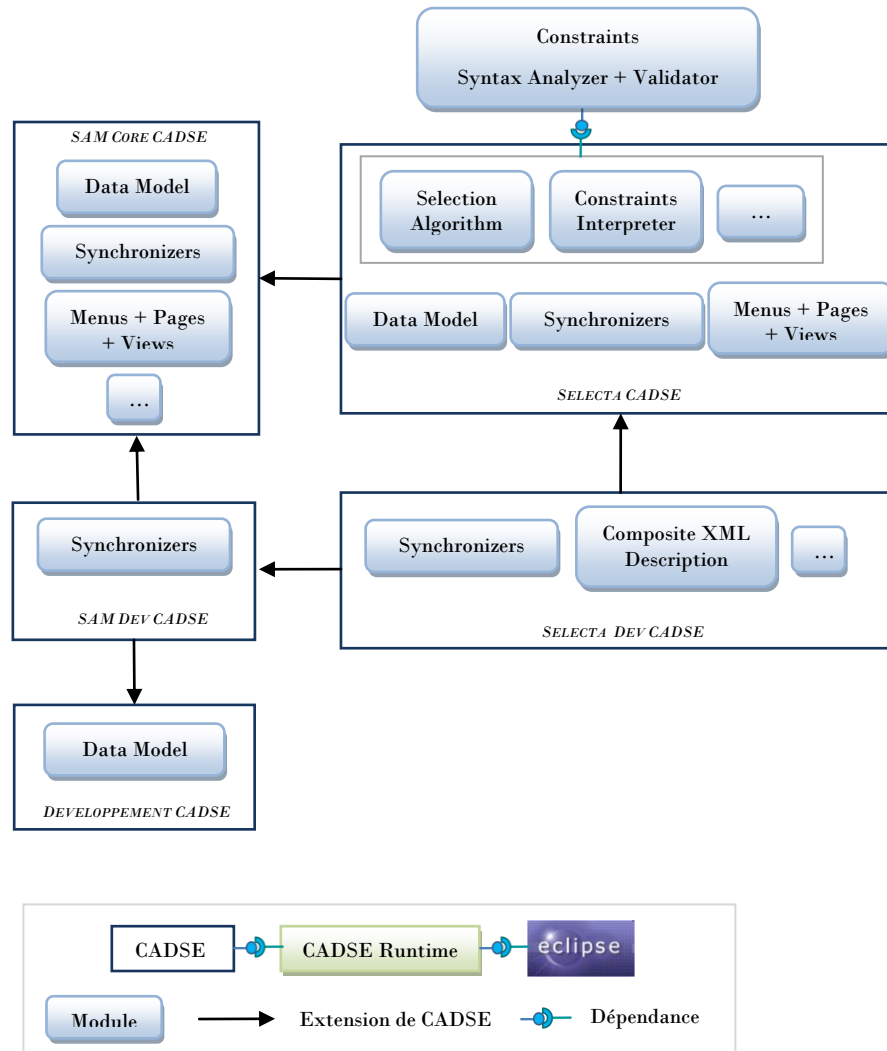 Constraints
Syntax Analyzer + Validator
SAM CORE CADSE
Data Model
Synchronizers
Menus + Pages
+ Views
...
Selection
Algorithm
Constraints
Interpreter
...
Data Model
Synchronizers
Menus + Pages
+ Views
SELECTA CADSE
Synchronizers
SAM DEV CADSE
Synchronizers
Composite XML
Description
...
SELECTA DEV CADSE
Data Model
DEVELOPPEMENT CADSE
CADSE
CADSE Runtime
eclipse
Module
Extension de CADSE
Dépendance